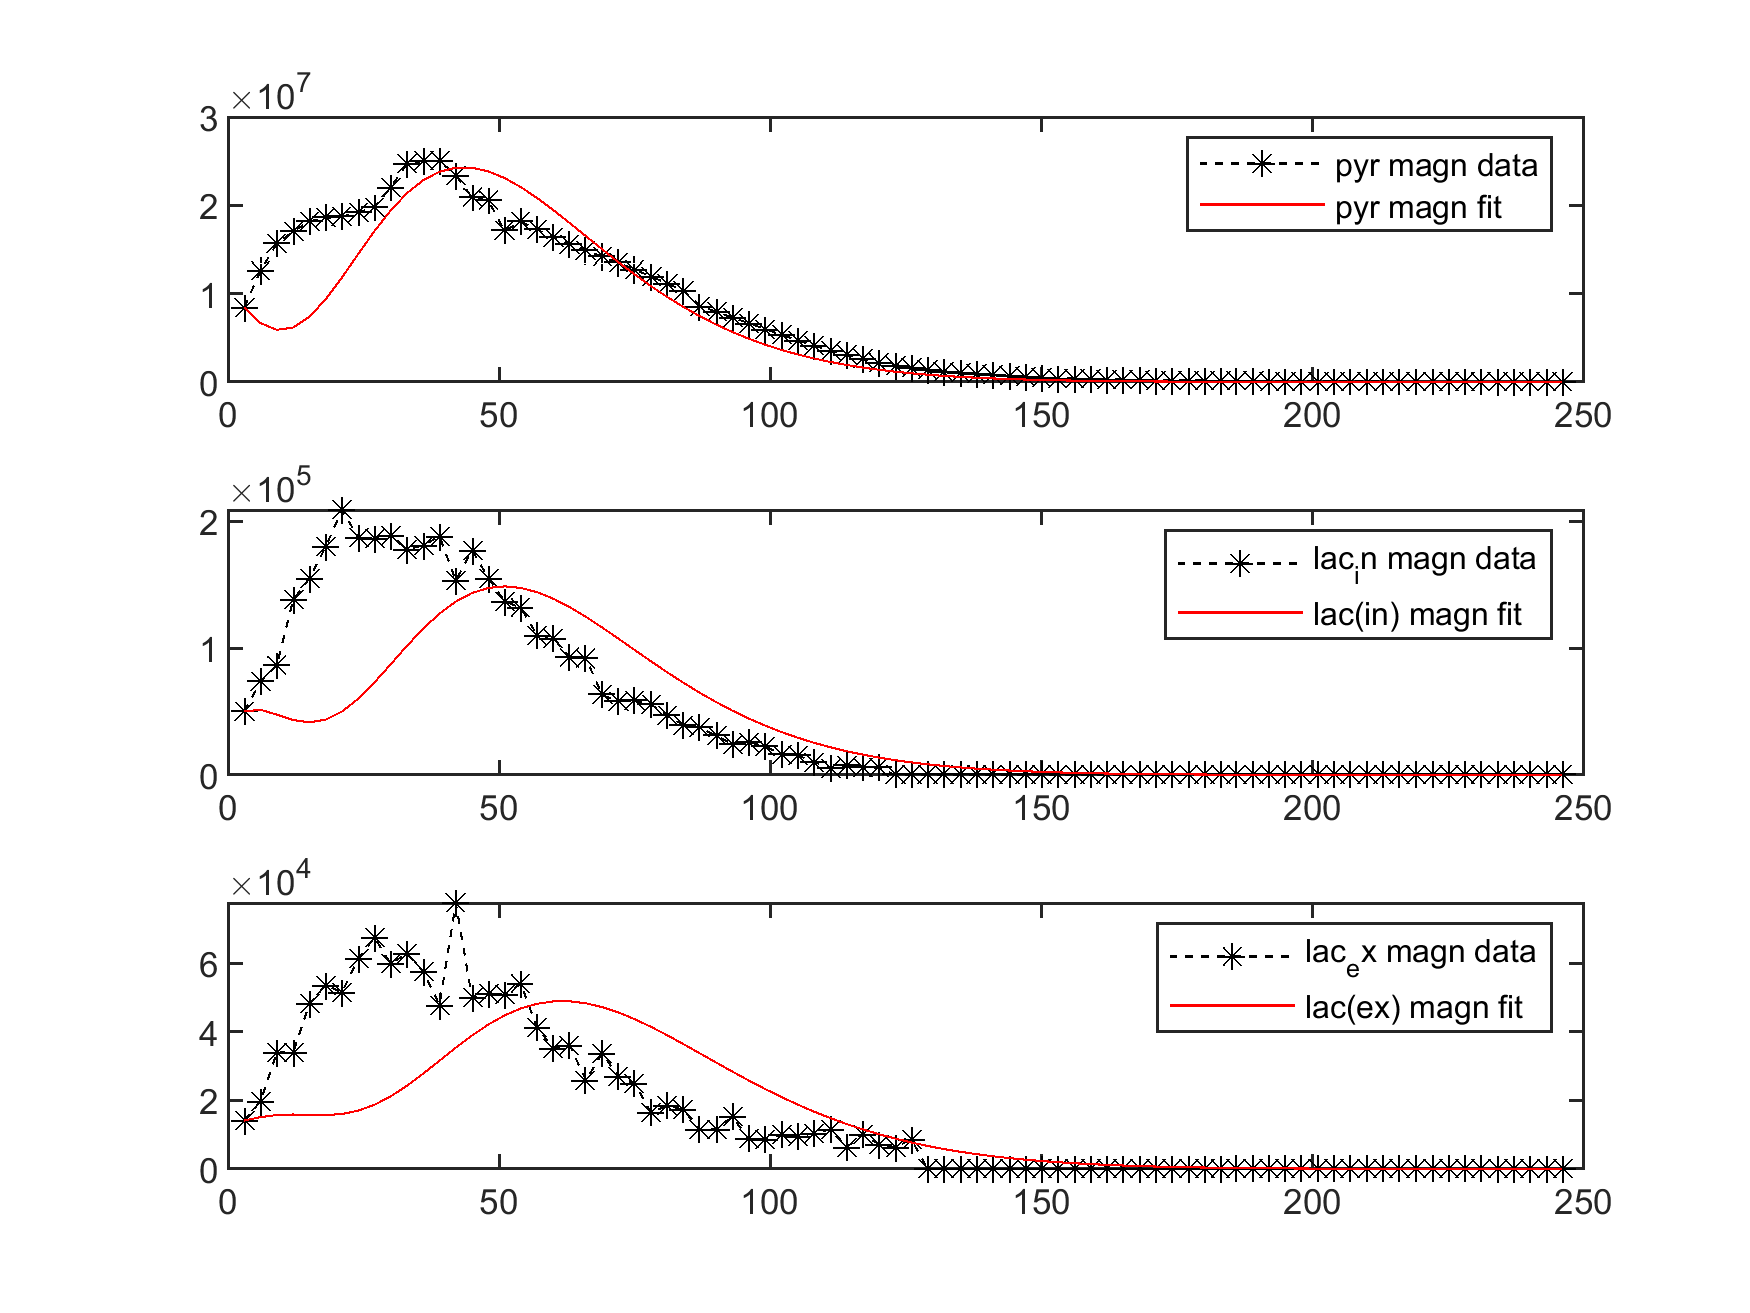 ×10^7
3
2
1
0
0 50 100 150 200 250
pyr magn data
pyr magn fit
×10^5
2
1
0
0 50 100 150 200 250
lac_in magn data
lac(in) magn fit
×10^4
6
4
2
0
0 50 100 150 200 250
lac_ex magn data
lac(ex) magn fit